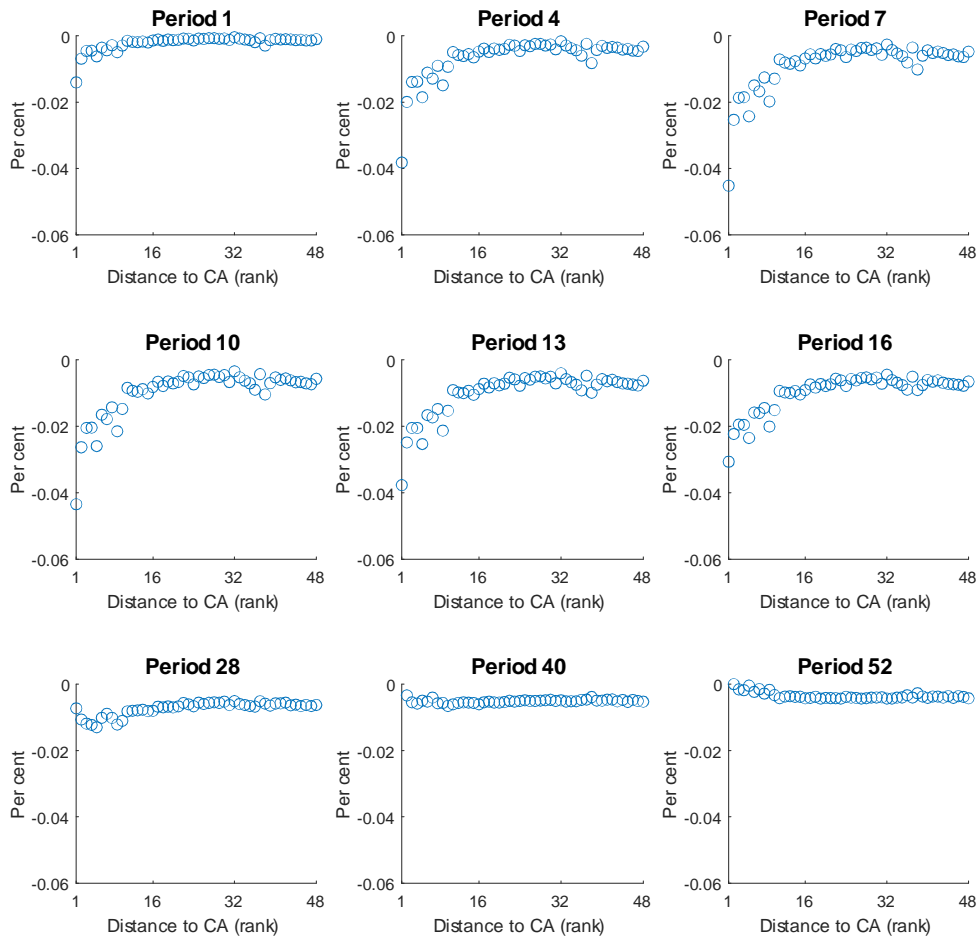 Period 1
Period 4
Period 7
0
-0.02
-0.04
-0.06
Per cent
1
16
32
48
Distance to CA (rank)
0
-0.02
-0.04
-0.06
Per cent
1
16
32
48
Distance to CA (rank)
0
-0.02
-0.04
-0.06
Per cent
1
16
32
48
Distance to CA (rank)
Period 10
Period 13
Period 16
0
-0.02
-0.04
-0.06
Per cent
1
16
32
48
Distance to CA (rank)
0
-0.02
-0.04
-0.06
Per cent
1
16
32
48
Distance to CA (rank)
0
-0.02
-0.04
-0.06
Per cent
1
16
32
48
Distance to CA (rank)
Period 28
Period 40
Period 52
0
-0.02
-0.04
-0.06
Per cent
1
16
32
48
Distance to CA (rank)
0
-0.02
-0.04
-0.06
Per cent
1
16
32
48
Distance to CA (rank)
0
-0.02
-0.04
-0.06
Per cent
1
16
32
48
Distance to CA (rank)